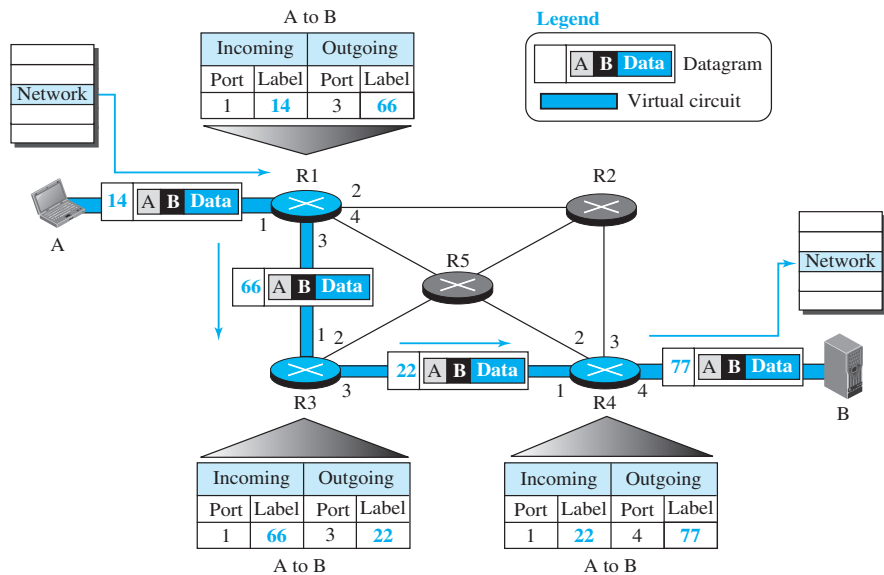 A to B
Incoming Outgoing
Port Label Port Label
1 14 3 66
Legend
A B Data Datagram
Virtual circuit
Network
R1
R2
14 A B Data
1
2
4
3
A
R5
Network
66 A B Data
1
2
3
R3
22 A B Data
1
2
3
4
R4
77 A B Data
B
Incoming Outgoing
Port Label Port Label
1 66 3 22
A to B
Incoming Outgoing
Port Label Port Label
1 22 4 77
A to B